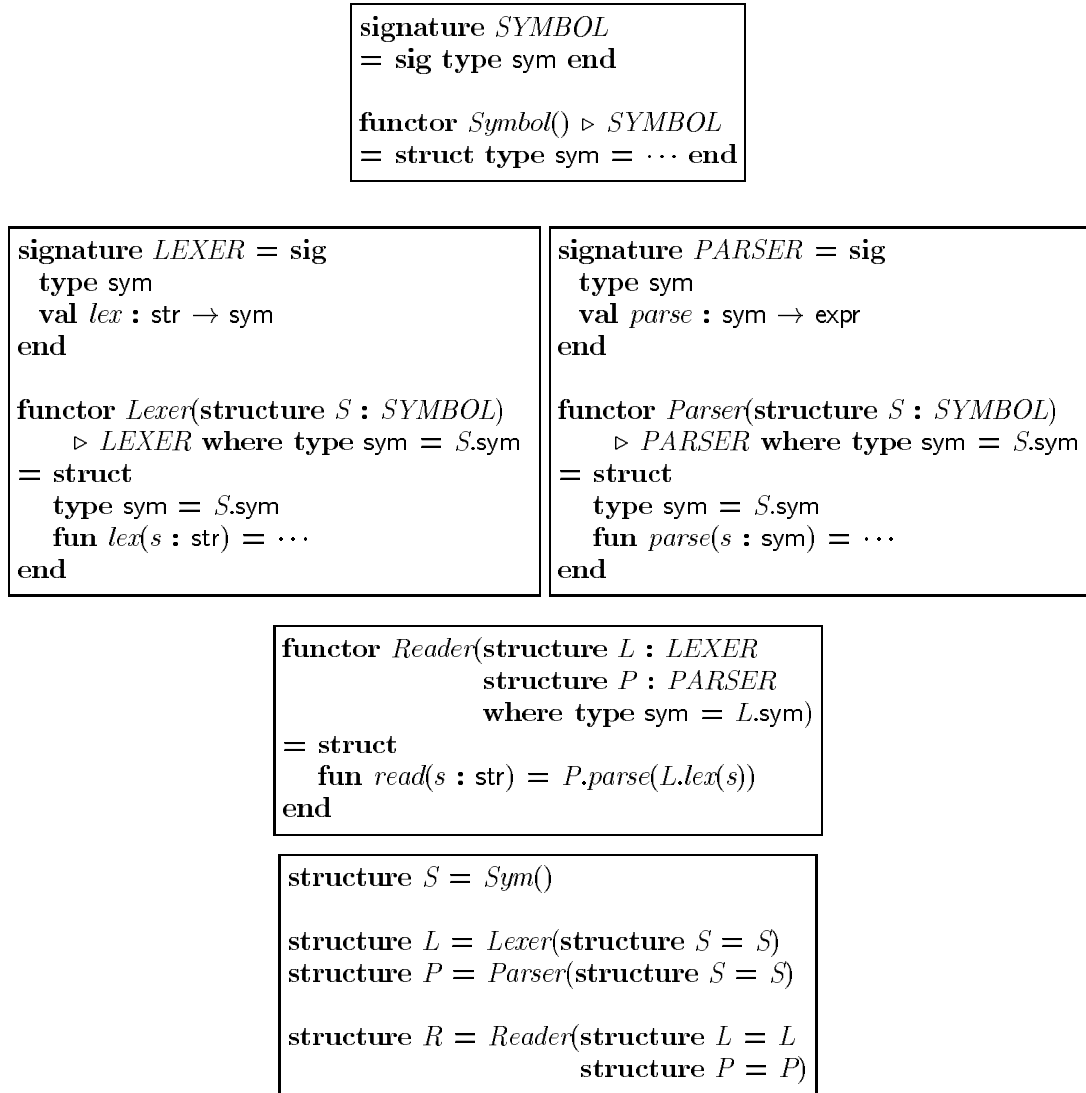 signature SYMBOL
= sig type sym end
functor Symbol() ▹ SYMBOL
= struct type sym = ··· end
signature LEXER = sig
type sym
val lex : str → sym
end
functor Lexer(structure S : SYMBOL)
▹ LEXER where type sym = S.sym
= struct
type sym = S.sym
fun lex(s : str) = ···
end
signature PARSER = sig
type sym
val parse : sym → expr
end
functor Parser(structure S : SYMBOL)
▹ PARSER where type sym = S.sym
= struct
type sym = S.sym
fun parse(s : sym) = ···
end
functor Reader(structure L : LEXER
structure P : PARSER
where type sym = L.sym)
= struct
fun read(s : str) = P.parse(L.lex(s))
end
structure S = Sym()
structure L = Lexer(structure S = S)
structure P = Parser(structure S = S)
structure R = Reader(structure L = L
structure P = P)